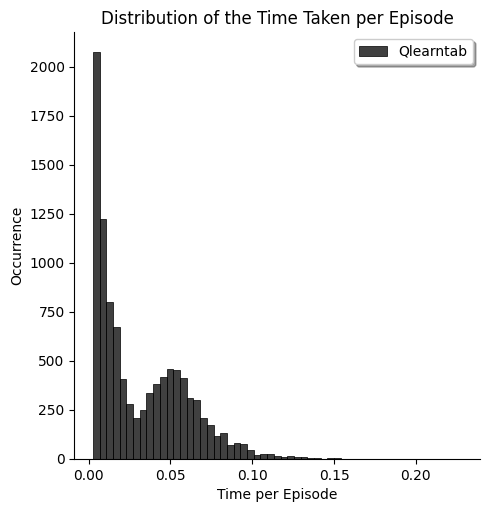 Distribution of the Time Taken per Episode
Qlearntab
2000
1750
1500
1250
1000
750
500
250
0
Occurrence
0.00 0.05 0.10 0.15 0.20
Time per Episode